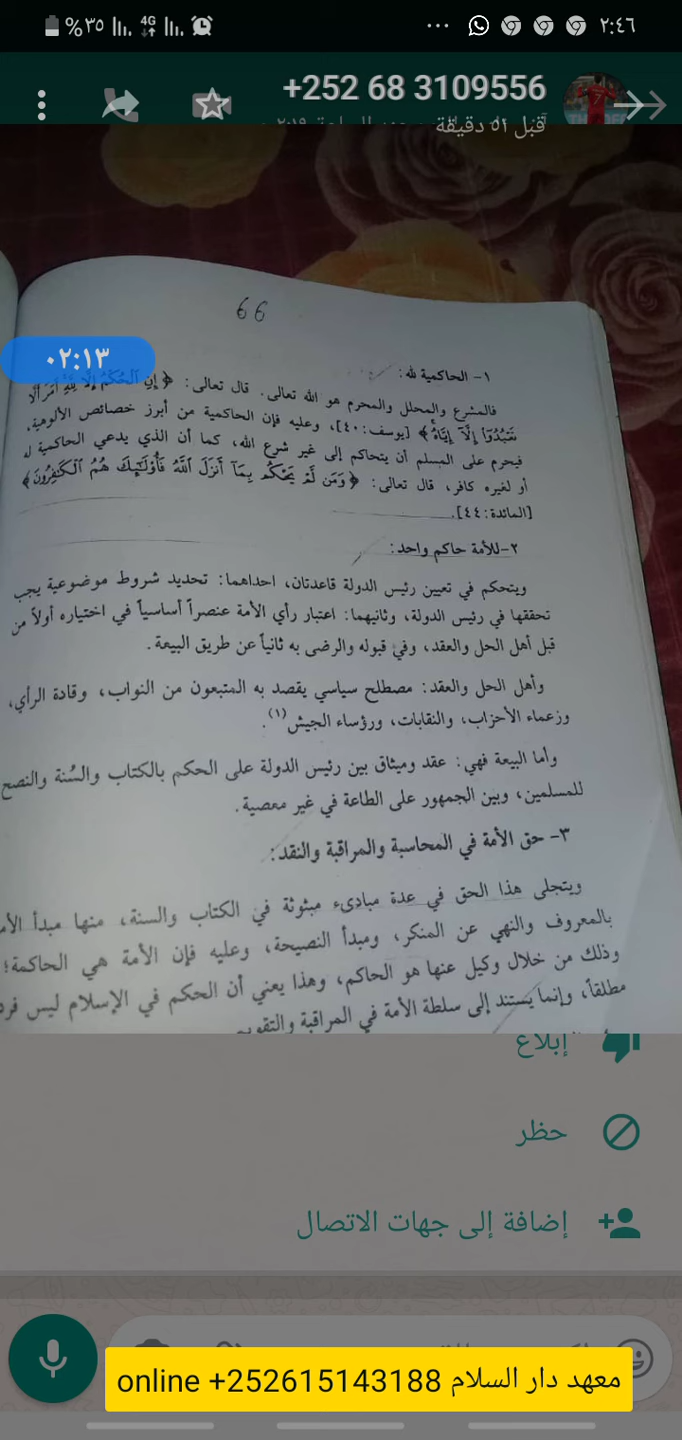 ٢:٤٦
%٣٥
4G
+252 68 3109556
قبل ٥١ دقيقة
66
٠٢:١٣
١- الحاكمية لله:
فالمشرع والمحلل والمحرم هو الله تعالى. قال تعالى: ﴿إِنِ ٱلْحُكْمُ إِلَّا لِلَّهِ أَمَرَ أَلَّا
تَعْبُدُوٓا۟ إِلَّآ إِيَّاهُ﴾ [يوسف:٤٠]، وعليه فإن الحاكمية من أبرز خصائص الألوهية،
فيحرم على المسلم أن يتحاكم إلى غير شرع الله، كما أن الذي يدعي الحاكمية له
أو لغيره كافر، قال تعالى: ﴿وَمَن لَّمْ يَحْكُم بِمَآ أَنزَلَ ٱللَّهُ فَأُو۟لَٰٓئِكَ هُمُ ٱلْكَٰفِرُونَ﴾
[المائدة:٤٤].
٢-للأمة حاكم واحد:
ويتحكم في تعيين رئيس الدولة قاعدتان، احداهما: تحديد شروط موضوعية يجب
تحققها في رئيس الدولة، وثانيهما: اعتبار رأي الأمة عنصراً أساسياً في اختياره أولاً من
قبل أهل الحل والعقد، وفي قبوله والرضى به ثانياً عن طريق البيعة.
وأهل الحل والعقد: مصطلح سياسي يقصد به المتبعون من النواب، وقادة الرأي،
وزعماء الأحزاب، والنقابات، ورؤساء الجيش(١).
وأما البيعة فهي: عقد وميثاق بين رئيس الدولة على الحكم بالكتاب والسُنة والنصح
للمسلمين، وبين الجمهور على الطاعة في غير معصية.
٣- حق الأمة في المحاسبة والمراقبة والنقد:
ويتجلى هذا الحق في عدة مبادىء مبثوثة في الكتاب والسنة، منها مبدأ الأم
بالمعروف والنهي عن المنكر، ومبدأ النصيحة، وعليه فإن الأمة هي الحاكمة؛
وذلك من خلال وكيل عنها هو الحاكم، وهذا يعني أن الحكم في الإسلام ليس فرد
مطلقاً، وإنما يستند إلى سلطة الأمة في المراقبة والتقويم
إبلاغ
حظر
إضافة إلى جهات الاتصال
معهد دار السلام online +252615143188